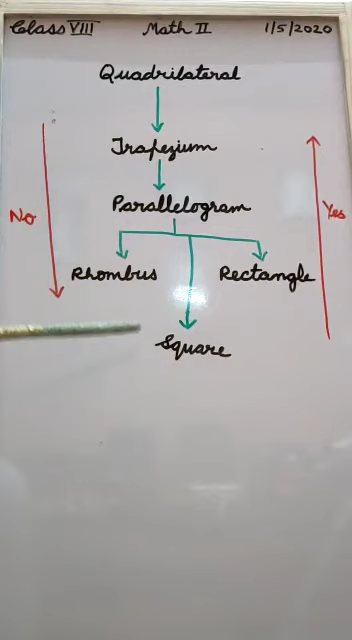 Class VIII Math II 1/5/2020
Quadrilateral
Trapezium
Parallelogram
No Yes
Rhombus Rectangle
Square